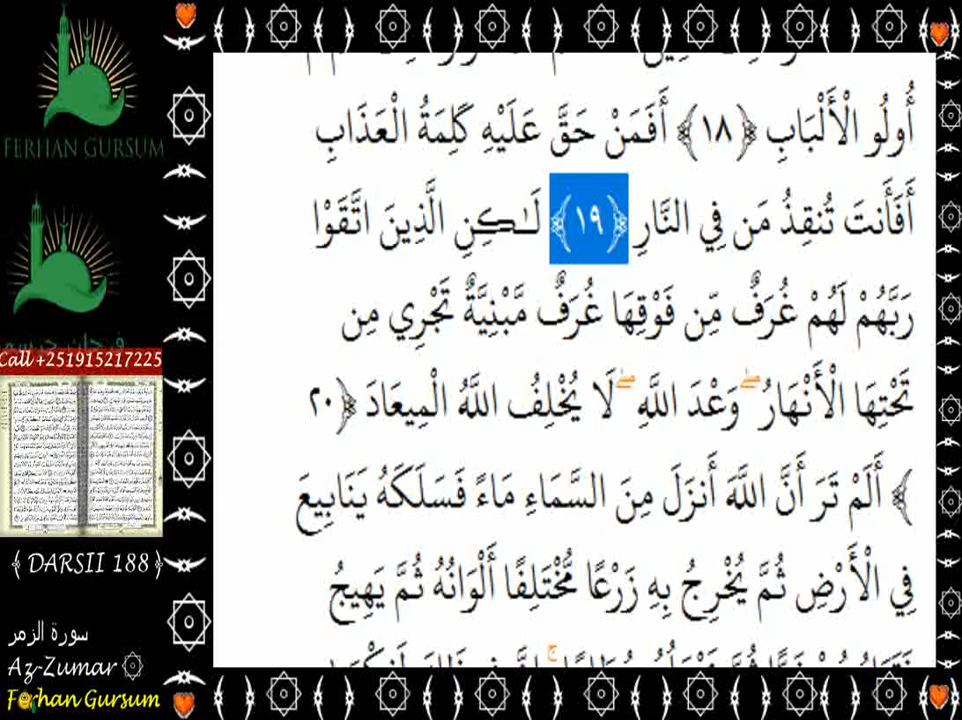 FERHAN GURSUM
Call +251915217225
﴾ DARSII 188 ﴿
سورة الزمر
Az-Zumar
Ferhan Gursum
أُولُو الْأَلْبَابِ ﴿١٨﴾ أَفَمَنْ حَقَّ عَلَيْهِ كَلِمَةُ الْعَذَابِ
أَفَأَنتَ تُنقِذُ مَن فِي النَّارِ ﴿١٩﴾ لَـٰكِنِ الَّذِينَ اتَّقَوْا
رَبَّهُمْ لَهُمْ غُرَفٌ مِّن فَوْقِهَا غُرَفٌ مَّبْنِيَّةٌ تَجْرِي مِن
تَحْتِهَا الْأَنْهَارُ ۖ وَعْدَ اللَّهِ ۖ لَا يُخْلِفُ اللَّهُ الْمِيعَادَ ﴿٢٠
﴾ أَلَمْ تَرَ أَنَّ اللَّهَ أَنزَلَ مِنَ السَّمَاءِ مَاءً فَسَلَكَهُ يَنَابِيعَ
فِي الْأَرْضِ ثُمَّ يُخْرِجُ بِهِ زَرْعًا مُّخْتَلِفًا أَلْوَانُهُ ثُمَّ يَهِيجُ